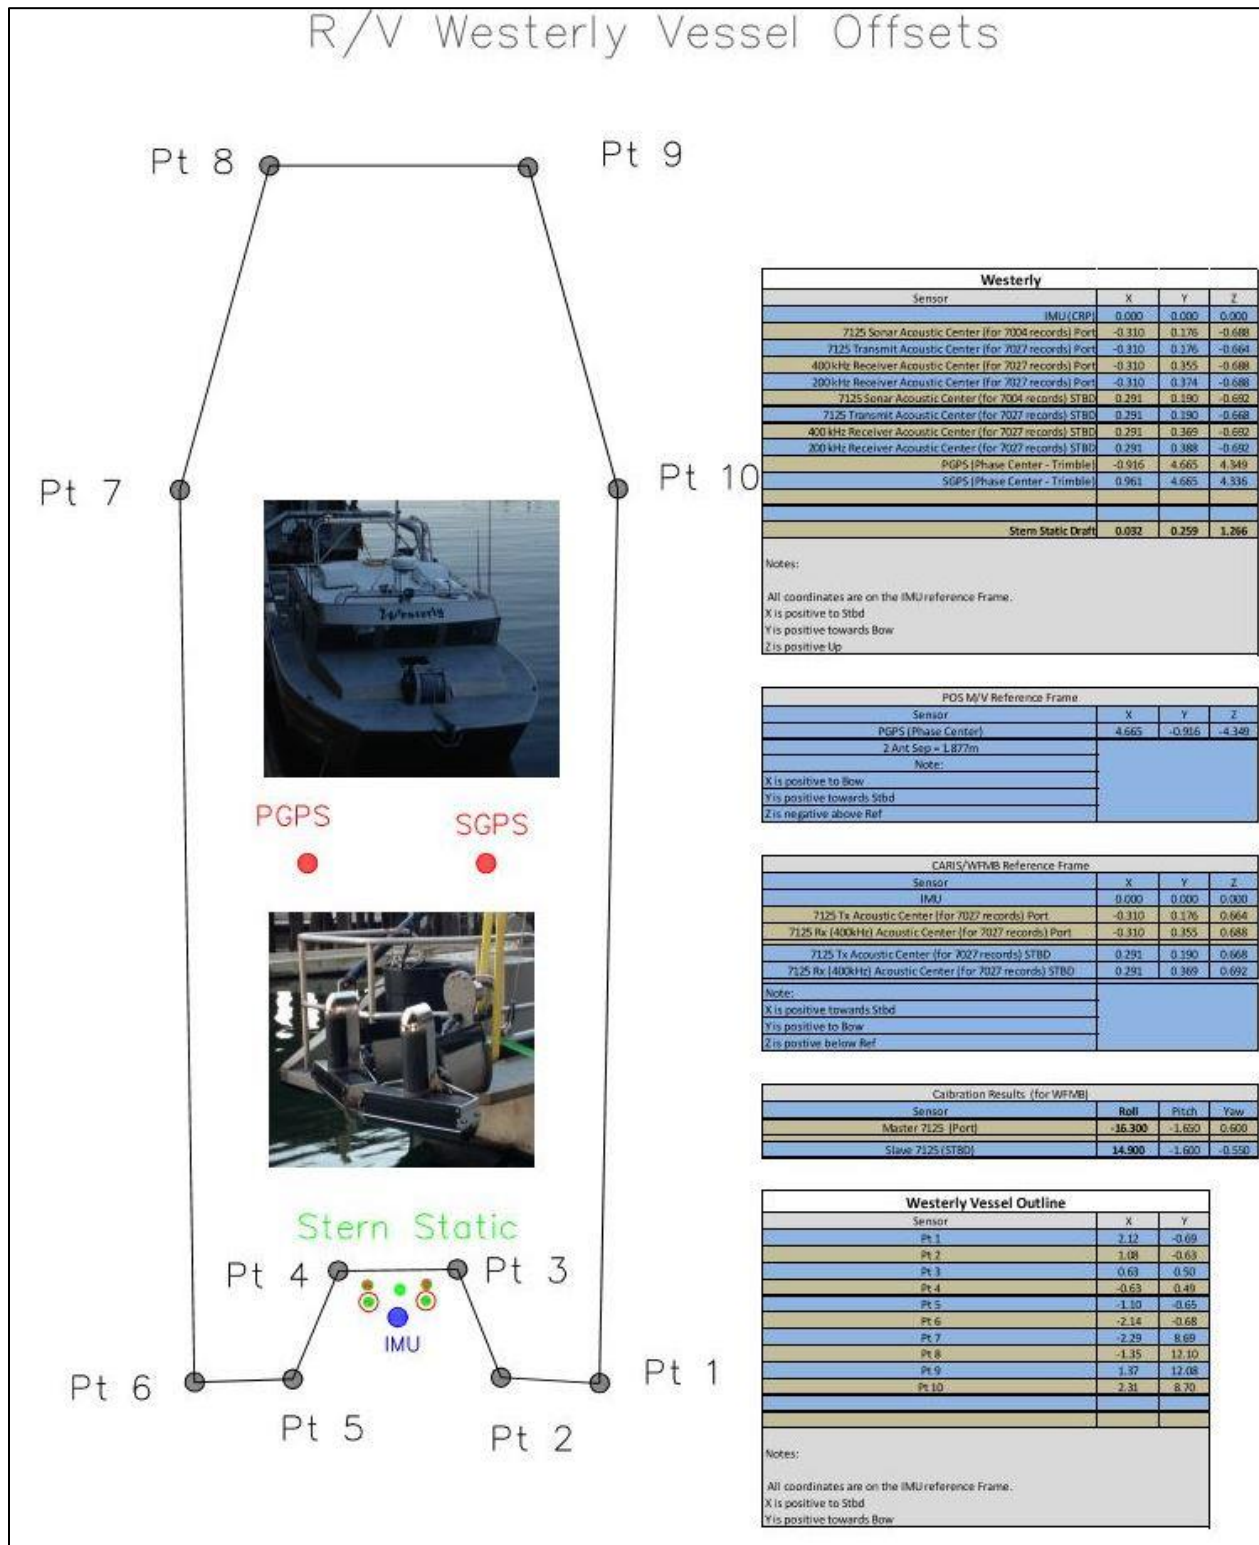 R/V Westerly Vessel Offsets
Pt 8
Pt 9
Pt 7
Pt 10
Westerly
PGPS
SGPS
Stern Static
Pt 4
Pt 3
IMU
Pt 6
Pt 1
Pt 5
Pt 2
Westerly
Sensor X Y Z
IMU (CRP) 0.000 0.000 0.000
7125 Sonar Acoustic Center (for 7004 records) Port -0.310 0.176 -0.688
7125 Transmit Acoustic Center (for 7027 records) Port -0.310 0.176 -0.664
400 kHz Receiver Acoustic Center (for 7027 records) Port -0.310 0.355 -0.688
200 kHz Receiver Acoustic Center (for 7027 records) Port -0.310 0.374 -0.688
7125 Sonar Acoustic Center (for 7004 records) STBD 0.291 0.190 -0.692
7125 Transmit Acoustic Center (for 7027 records) STBD 0.291 0.190 -0.668
400 kHz Receiver Acoustic Center (for 7027 records) STBD 0.291 0.369 -0.692
200 kHz Receiver Acoustic Center (for 7027 records) STBD 0.291 0.388 -0.692
PGPS (Phase Center - Trimble) -0.916 4.665 4.349
SGPS (Phase Center - Trimble) 0.961 4.665 4.336
Stern Static Draft 0.032 0.259 1.266
Notes:
All coordinates are on the IMU reference Frame.
X is positive to Stbd
Y is positive towards Bow
Z is positive Up
POS M/V Reference Frame
Sensor X Y Z
PGPS (Phase Center) 4.665 -0.916 -4.349
2 Ant Sep = 1.877m
Note:
X is positive to Bow
Y is positive towards Stbd
Z is negative above Ref
CARIS/WFMB Reference Frame
Sensor X Y Z
IMU 0.000 0.000 0.000
7125 Tx Acoustic Center (for 7027 records) Port -0.310 0.176 0.664
7125 Rx (400kHz) Acoustic Center (for 7027 records) Port -0.310 0.355 0.688
7125 Tx Acoustic Center (for 7027 records) STBD 0.291 0.190 0.668
7125 Rx (400kHz) Acoustic Center (for 7027 records) STBD 0.291 0.369 0.692
Note:
X is positive towards Stbd
Y is positive to Bow
Z is postive below Ref
Caibration Results (for WFMB)
Sensor Roll Pitch Yaw
Master 7125 (Port) -16.300 -1.650 0.600
Slave 7125 (STBD) 14.900 -1.600 -0.550
Westerly Vessel Outline
Sensor X Y
Pt 1 2.12 -0.69
Pt 2 1.08 -0.63
Pt 3 0.63 0.50
Pt 4 -0.63 0.49
Pt 5 -1.10 -0.65
Pt 6 -2.14 -0.68
Pt 7 -2.29 8.69
Pt 8 -1.35 12.10
Pt 9 1.37 12.08
Pt 10 2.31 8.70
Notes:
All coordinates are on the IMU reference Frame.
X is positive to Stbd
Y is positive towards Bow